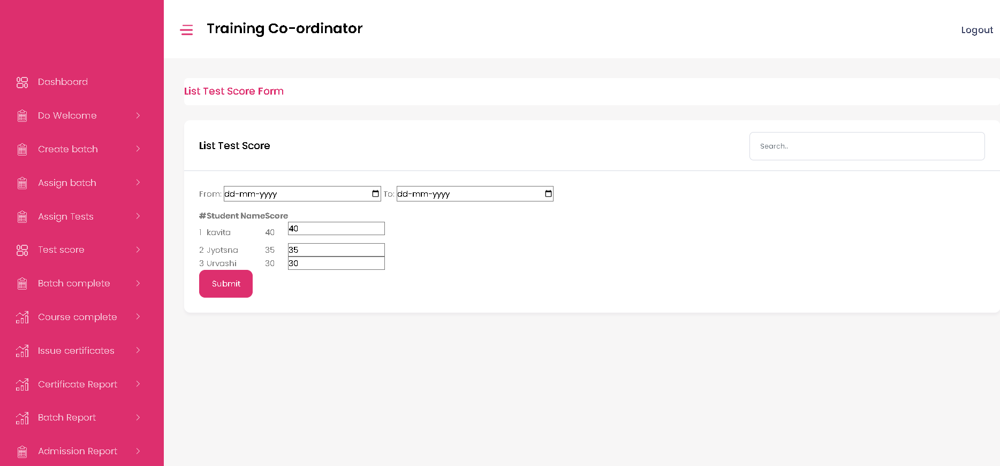 Training Co-ordinator
Logout
Dashboard
Do Welcome
Create batch
Assign batch
Assign Tests
Test score
Batch complete
Course complete
Issue certificates
Certificate Report
Batch Report
Admission Report
List Test Score Form
List Test Score
Search..
From: dd-mm-yyyy To: dd-mm-yyyy
# Student Name Score
1 kavita 40 40
2 Jyotsna 35 35
3 Urvashi 30 30
Submit